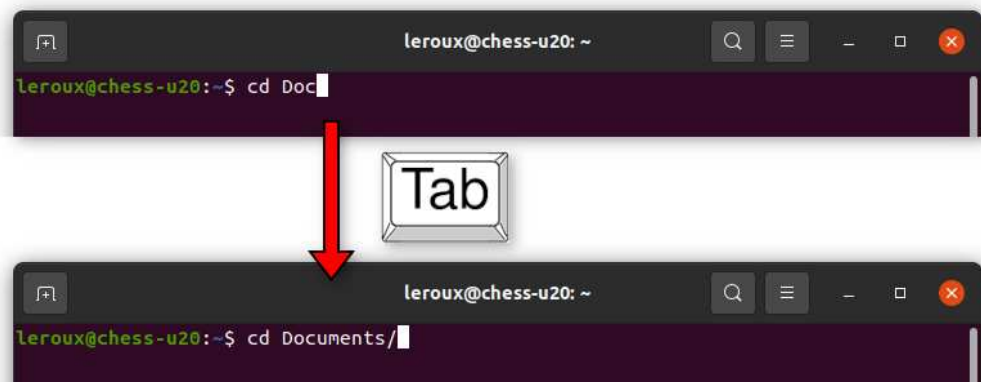 leroux@chess-u20: ~
leroux@chess-u20:~$ cd Doc
Tab
leroux@chess-u20: ~
leroux@chess-u20:~$ cd Documents/